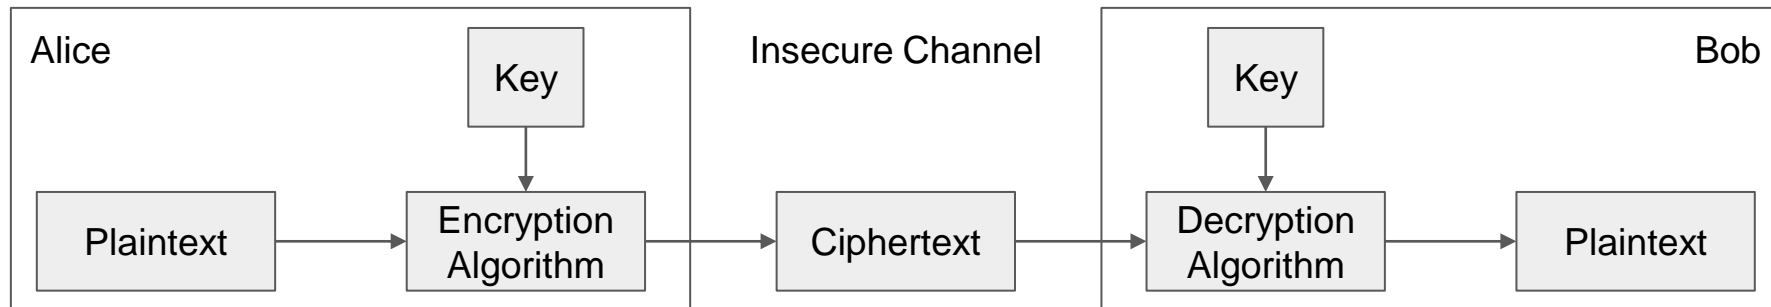 Alice
Insecure Channel
Bob
Key
Key
Plaintext
Encryption
Algorithm
Ciphertext
Decryption
Algorithm
Plaintext